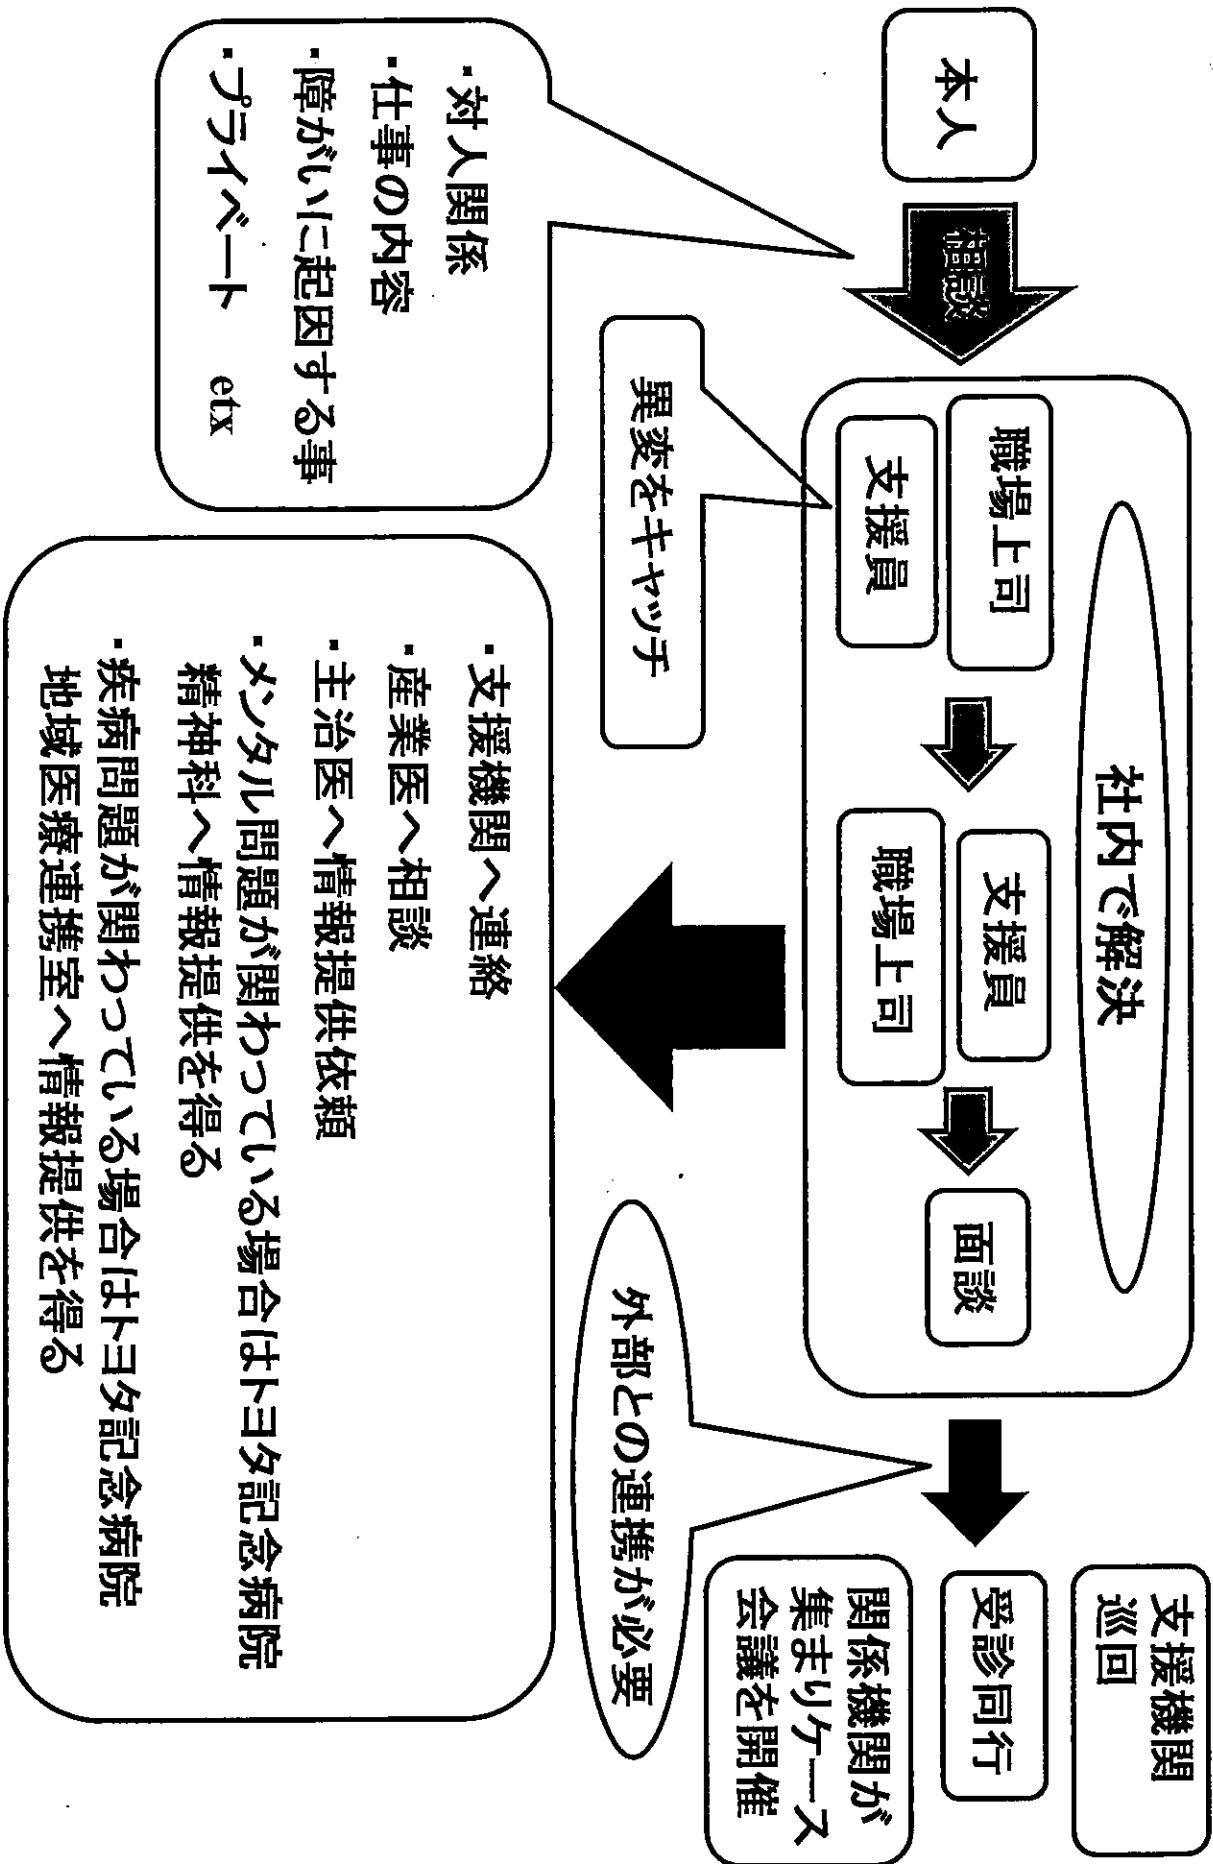 本人
相談
・対人関係
・仕事の内容
・障がいに起因する事
・プライベート　etx
社内で解決
職場上司
支援員
異変をキャッチ
支援員
職場上司
面談
外部との連携が必要
支援機関
巡回
受診同行
関係機関が
集まりケース
会議を開催
・支援機関へ連絡
・産業医へ相談
・主治医へ情報提供依頼
・メンタル問題が関わっている場合はトヨタ記念病院
精神科へ情報提供を得る
・疾病問題が関わっている場合はトヨタ記念病院
地域医療連携室へ情報提供を得る